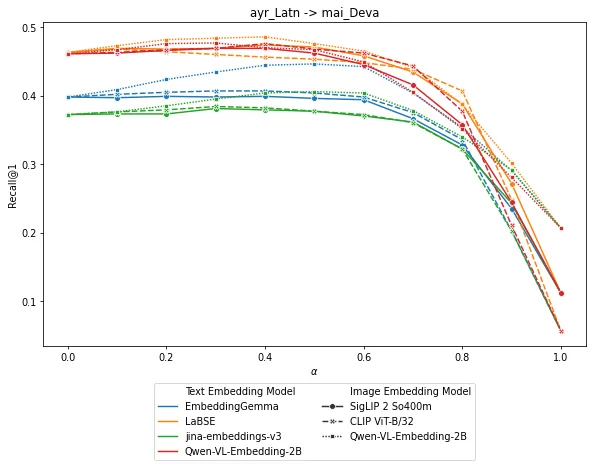 ayr_Latn -> mai_Deva
Recall@1
0.5
0.4
0.3
0.2
0.1
0.0 0.2 0.4 0.6 0.8 1.0
α
Text Embedding Model Image Embedding Model
EmbeddingGemma SigLIP 2 So400m
LaBSE CLIP ViT-B/32
jina-embeddings-v3 Qwen-VL-Embedding-2B
Qwen-VL-Embedding-2B